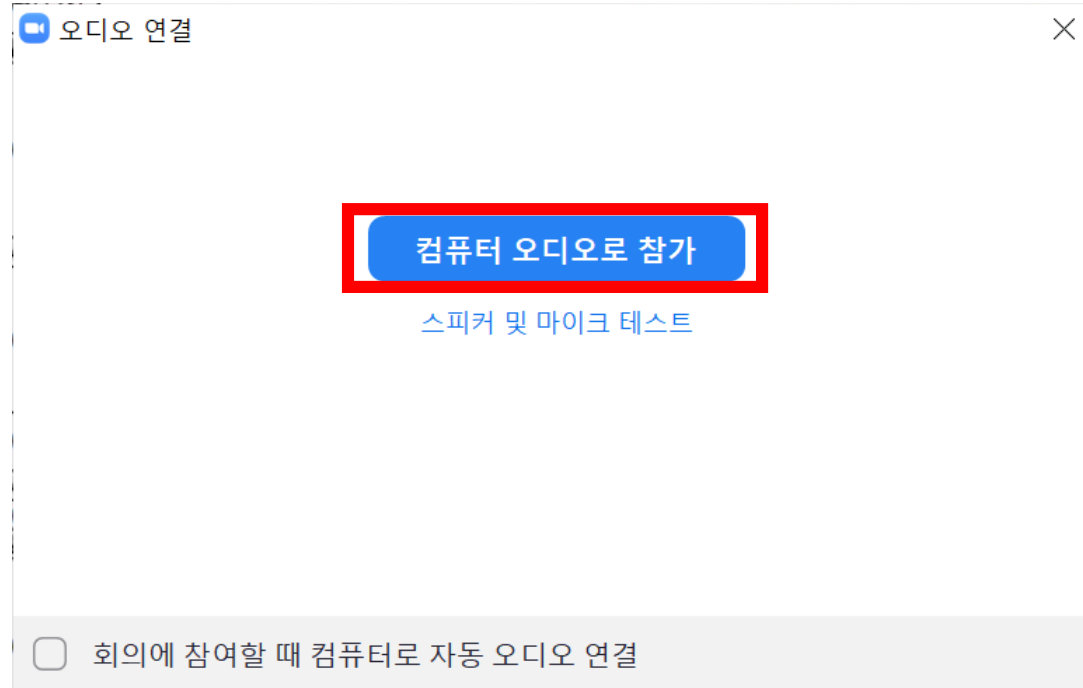 오디오 연결
컴퓨터 오디오로 참가
스피커 및 마이크 테스트
회의에 참여할 때 컴퓨터로 자동 오디오 연결